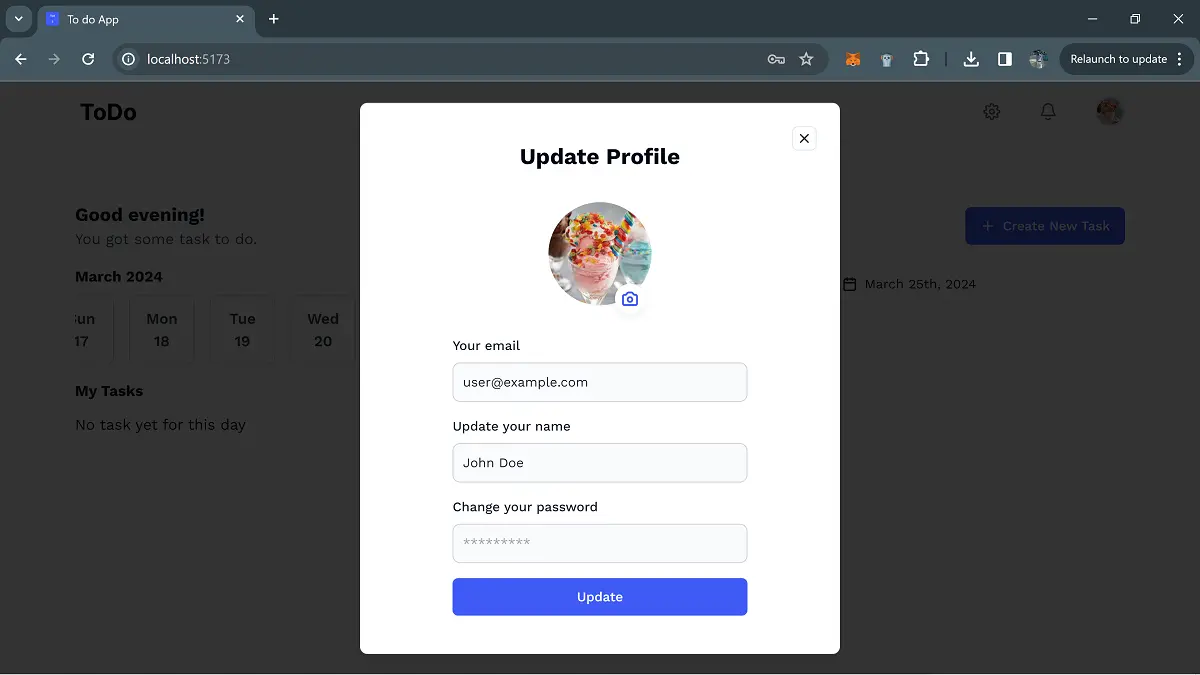 To do App
localhost:5173
Relaunch to update
ToDo
Update Profile
Good evening!
You got some task to do.
Create New Task
March 2024
March 25th, 2024
Sun Mon Tue Wed
17 18 19 20
My Tasks
No task yet for this day
Your email
user@example.com
Update your name
John Doe
Change your password
*********
Update